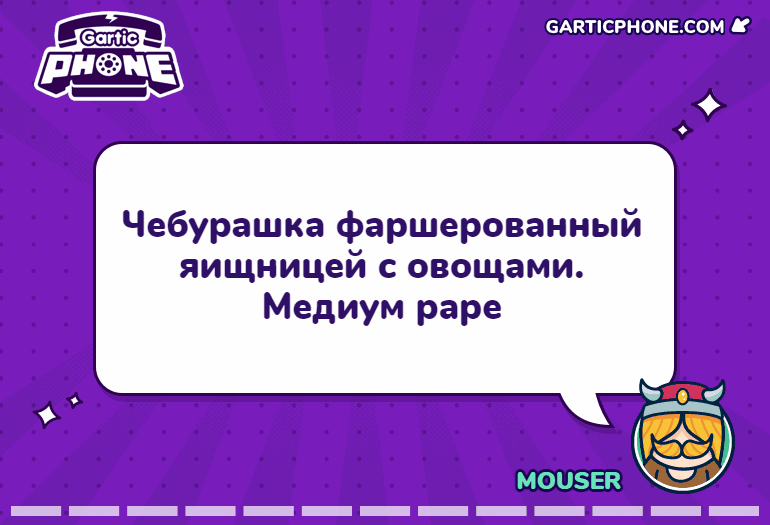 Gartic
PHONE
GARTICPHONE.COM
Чебурашка фаршерованный
яищницей с овощами.
Медиум раре
MOUSER